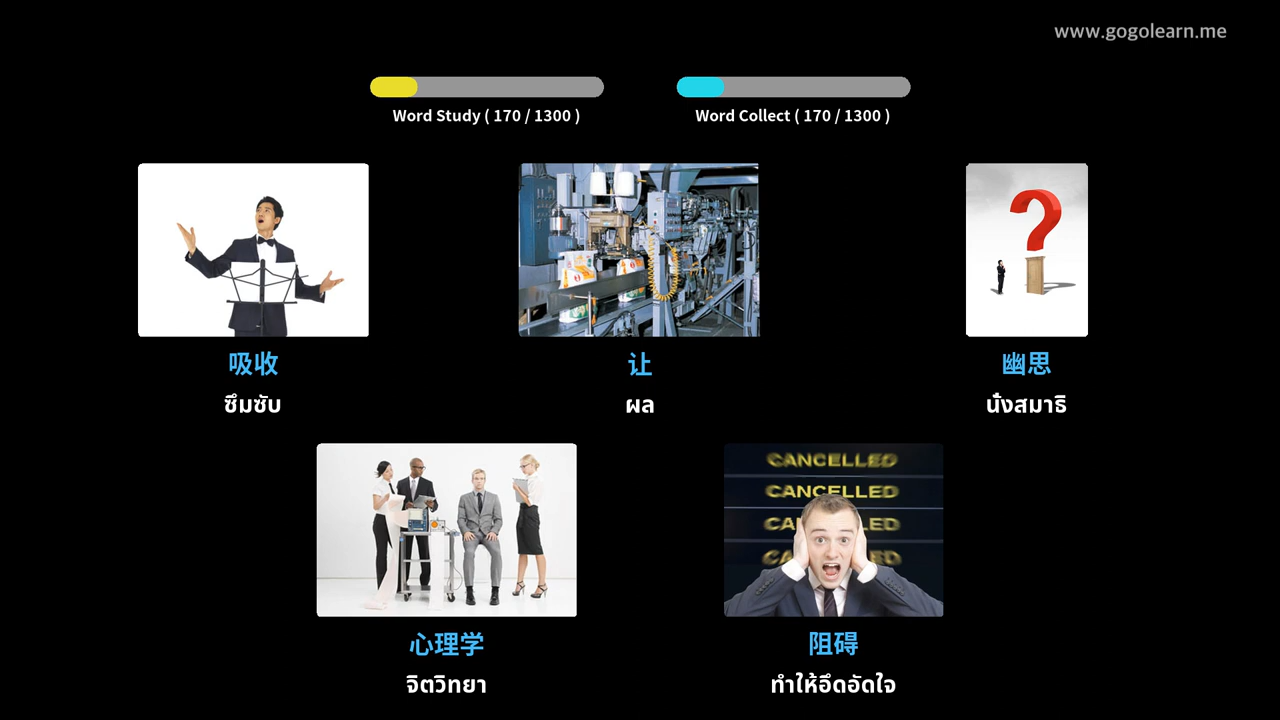 www.gogolearn.me
Word Study ( 170 / 1300 )
Word Collect ( 170 / 1300 )
吸收
让
幽思
ซึมซับ
ผล
นั่งสมาธิ
CANCELLED
CANCELLED
心理学
阻碍
จิตวิทยา
ทำให้อึดอัดใจ